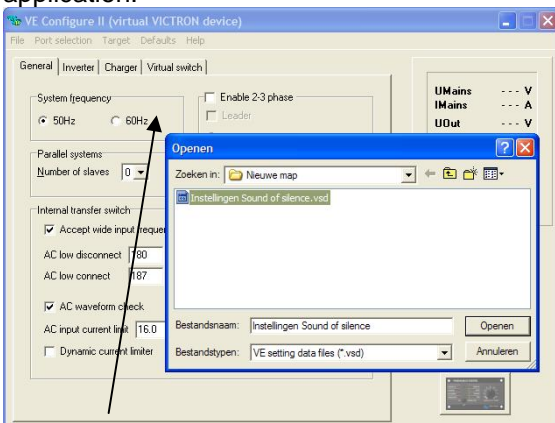 application.
VE Configure II (virtual VICTRON device)
File Port selection Target Defaults Help
General Inverter Charger Virtual switch
System frequency
50Hz 60Hz
Enable 2-3 phase
Leader
UMains --- V
IMains --- A
UOut --- V
Parallel systems
Number of slaves 0
Internal transfer switch
Accept wide input
AC low disconnect 180
AC low connect 187
AC waveform check
AC input current limit 16.0
Dynamic current limiter
Openen
Zoeken in: Nieuwe map
Instellingen Sound of silence.vsd
Bestandsnaam: Instellingen Sound of silence Openen
Bestandstypen: VE setting data files (*.vsd) Annuleren